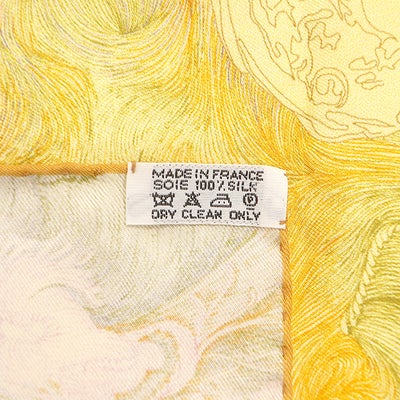 MADE IN FRANCE
SOIE 100% SILK
DRY CLEAN ONLY